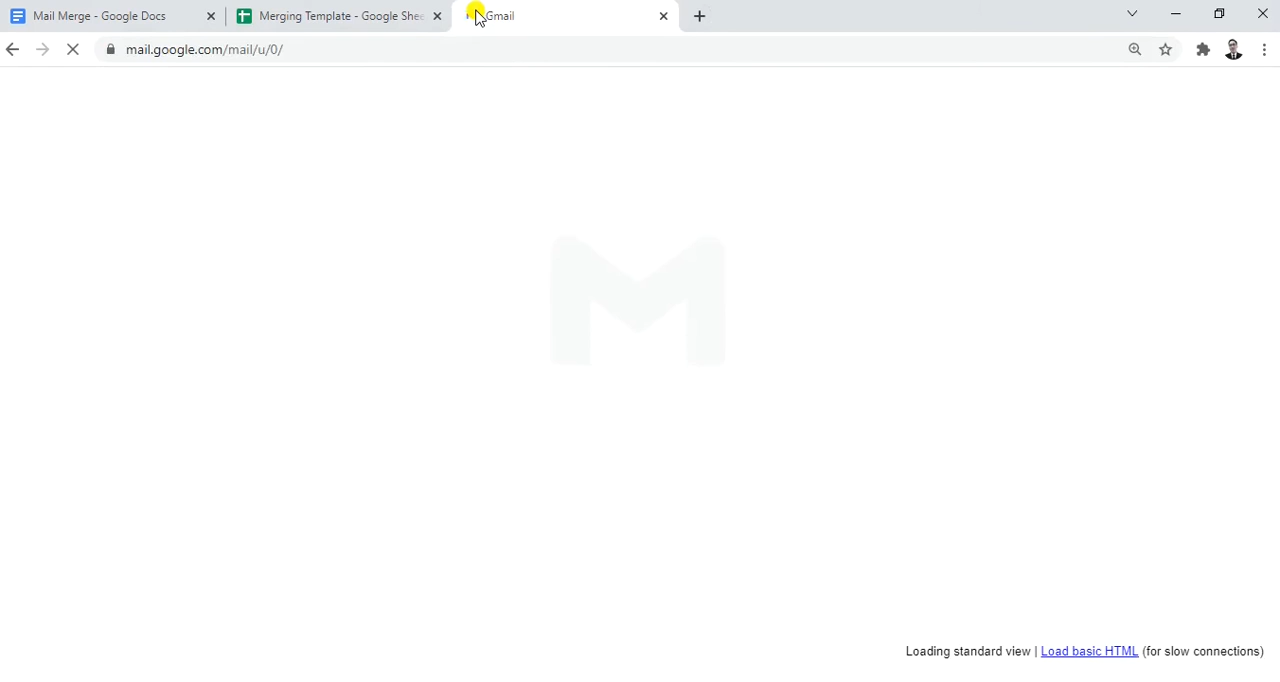 Mail Merge - Google Docs
Merging Template - Google Shee
Gmail
mail.google.com/mail/u/0/
Loading standard view | Load basic HTML (for slow connections)